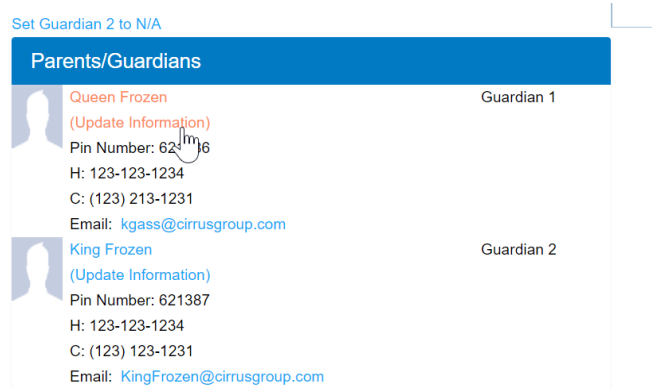 Set Guardian 2 to N/A
Parents/Guardians
Queen Frozen Guardian 1
(Update Information)
Pin Number:
H: 123-123-1234
C: (123) 213-1231
Email: kgass@cirrusgroup.com
King Frozen Guardian 2
(Update Information)
Pin Number: 621387
H: 123-123-1234
C: (123) 123-1231
Email: KingFrozen@cirrusgroup.com